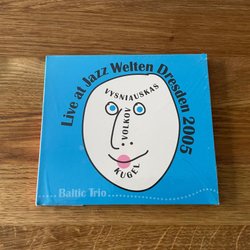 Live at Jazz Welten Dresden 2005
VYSNIAUSKAS
VOLKOV
KUGEL
Baltic Trio